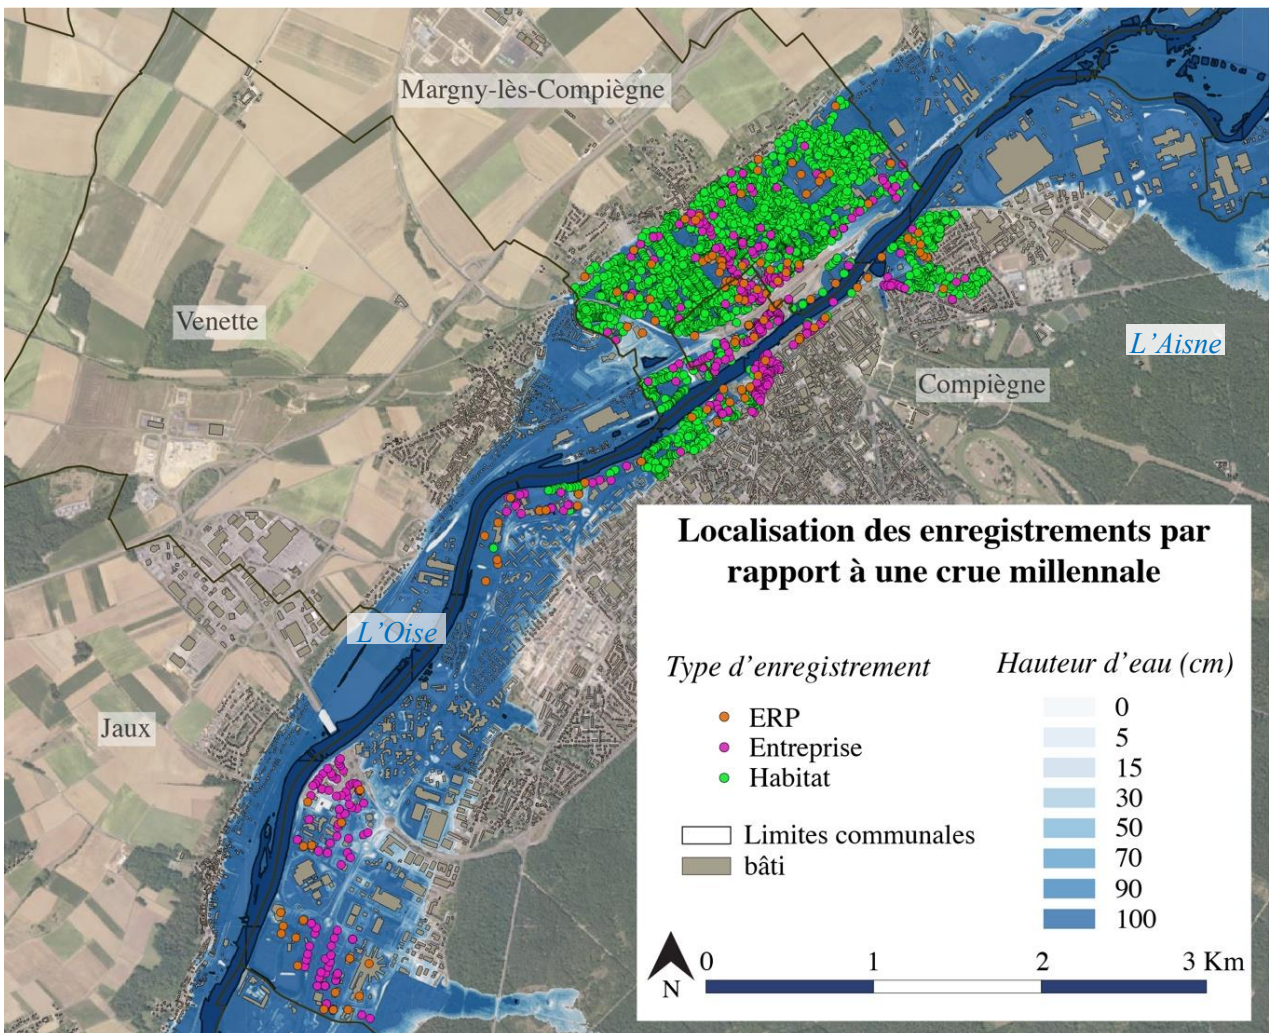 Margny-lès-Compiègne
Venette
L'Aisne
Compiègne
L'Oise
Jaux
Localisation des enregistrements par
rapport à une crue millennale
Type d'enregistrement
ERP
Entreprise
Habitat
Limites communales
bâti
Hauteur d'eau (cm)
0
5
15
30
50
70
90
100
N
0 1 2 3 Km